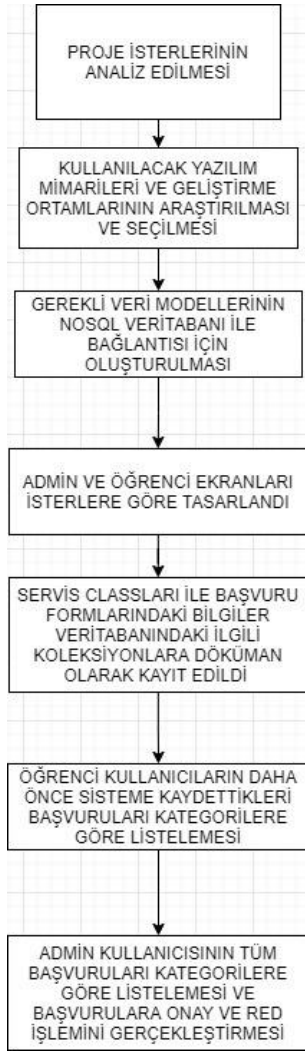 PROJE İSTERLERİNİN
ANALİZ EDİLMESİ
KULLANILACAK YAZILIM
MİMARİLERİ VE GELİŞTİRME
ORTAMLARININ ARAŞTIRILMASI
VE SEÇİLMESİ
GEREKLİ VERİ MODELLERİNİN
NOSQL VERİTABANI İLE
BAĞLANTISI İÇİN
OLUŞTURULMASI
ADMIN VE ÖĞRENCİ EKRANLARI
İSTERLERE GÖRE TASARLANDI
SERVİS CLASSLARI İLE BAŞVURU
FORMLARINDAKİ BİLGİLER
VERİTABANINDAKİ İLGİLİ
KOLEKSİYONLARA DÖKÜMAN
OLARAK KAYIT EDİLDİ
ÖĞRENCİ KULLANICILARIN DAHA
ÖNCE SİSTEME KAYDETTİKLERİ
BAŞVURULARI KATEGORİLERE
GÖRE LİSTELEMESİ
ADMIN KULLANICISININ TÜM
BAŞVURULARI KATEGORİLERE
GÖRE LİSTELEMESİ VE
BAŞVURULARA ONAY VE RED
İŞLEMİNİ GERÇEKLEŞTİRMESİ